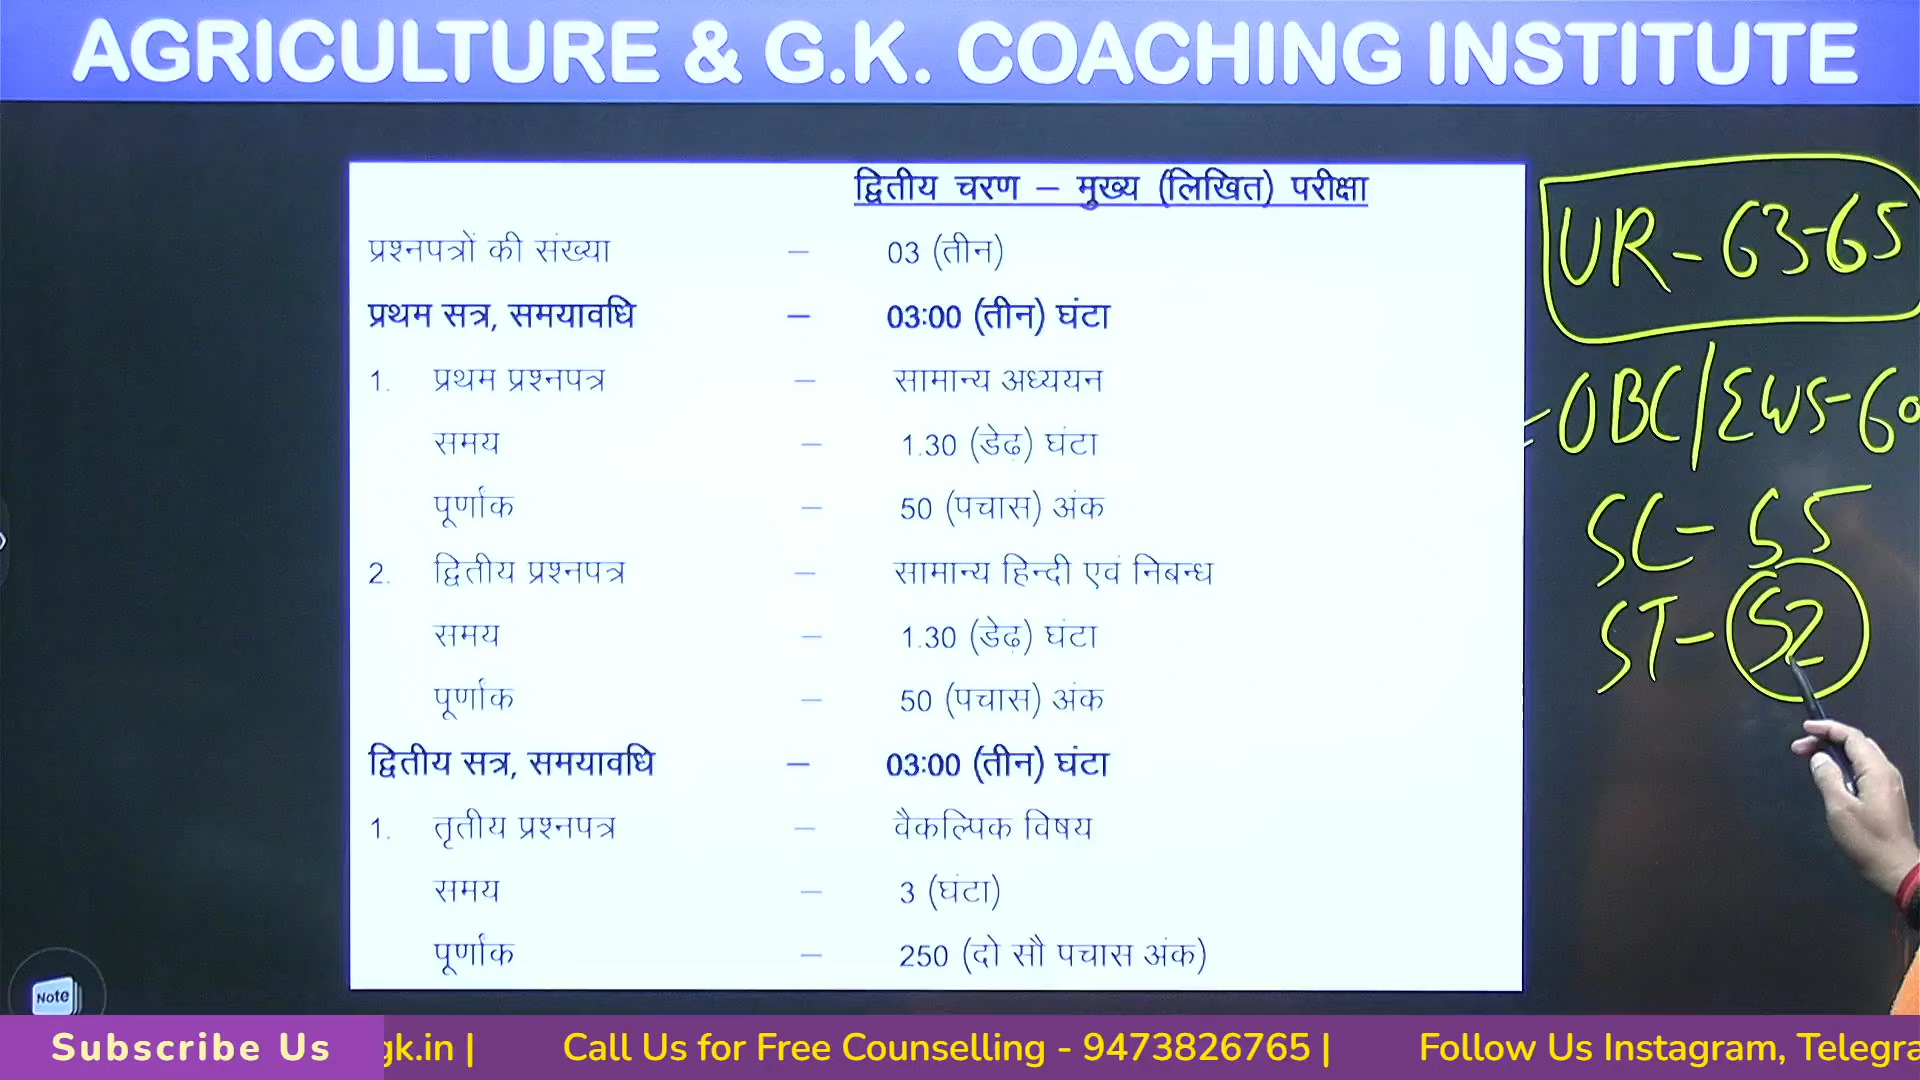 AGRICULTURE & G.K. COACHING INSTITUTE
द्वितीय चरण – मुख्य (लिखित) परीक्षा
प्रश्नपत्रों की संख्या – 03 (तीन)
प्रथम सत्र, समयावधि – 03:00 (तीन) घंटा
1. प्रथम प्रश्नपत्र – सामान्य अध्ययन
समय – 1.30 (डेढ) घंटा
पूर्णांक – 50 (पचास) अंक
2. द्वितीय प्रश्नपत्र – सामान्य हिन्दी एवं निबन्ध
समय – 1.30 (डेढ) घंटा
पूर्णांक – 50 (पचास) अंक
द्वितीय सत्र, समयावधि – 03:00 (तीन) घंटा
1. तृतीय प्रश्नपत्र – वैकल्पिक विषय
समय – 3 (घंटा)
पूर्णांक – 250 (दो सौ पचास अंक)
UR - 63-65
OBC/EWS-60
SC - 55
ST - 52
Note
Subscribe Us
gk.in | Call Us for Free Counselling - 9473826765 | Follow Us Instagram, Telegra